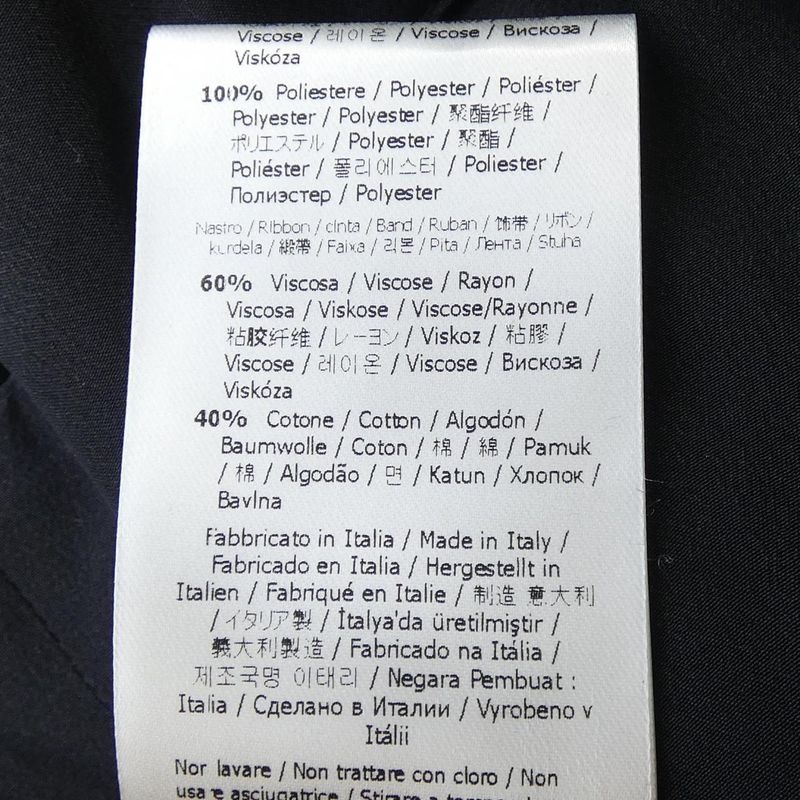 Viscose / 레이온 / Viscose / Вискоза /
Viskóza
100% Poliestere / Polyester / Poliéster /
Polyester / Polyester / 聚酯纤维 /
ポリエステル / Polyester / 聚酯 /
Poliéster / 폴리에스터 / Poliester /
Полиэстер / Polyester
Nastro / Ribbon / cinta / Band / Ruban / 饰带 / リボン /
kurdela / 緞帶 / Faixa / 리본 / Pita / Лента / Stuha
60% Viscosa / Viscose / Rayon /
Viscosa / Viskose / Viscose/Rayonne /
粘胶纤维 / レーヨン / Viskoz / 粘膠 /
Viscose / 레이온 / Viscose / Вискоза /
Viskóza
40% Cotone / Cotton / Algodón /
Baumwolle / Coton / 棉 / 綿 / Pamuk
/ 棉 / Algodão / 면 / Katun / Хлопок /
Bavlna
Fabbricato in Italia / Made in Italy /
Fabricado en Italia / Hergestellt in
Italien / Fabriqué en Italie / 制造 意大利
/ イタリア製 / İtalya'da üretilmiştir /
義大利製造 / Fabricado na Itália /
제조국명 이태리 / Negara Pembuat :
Italia / Сделано в Италии / Vyrobeno v
Itálii
Non lavare / Non trattare con cloro / Non
usare asciugatrice / Stirare a